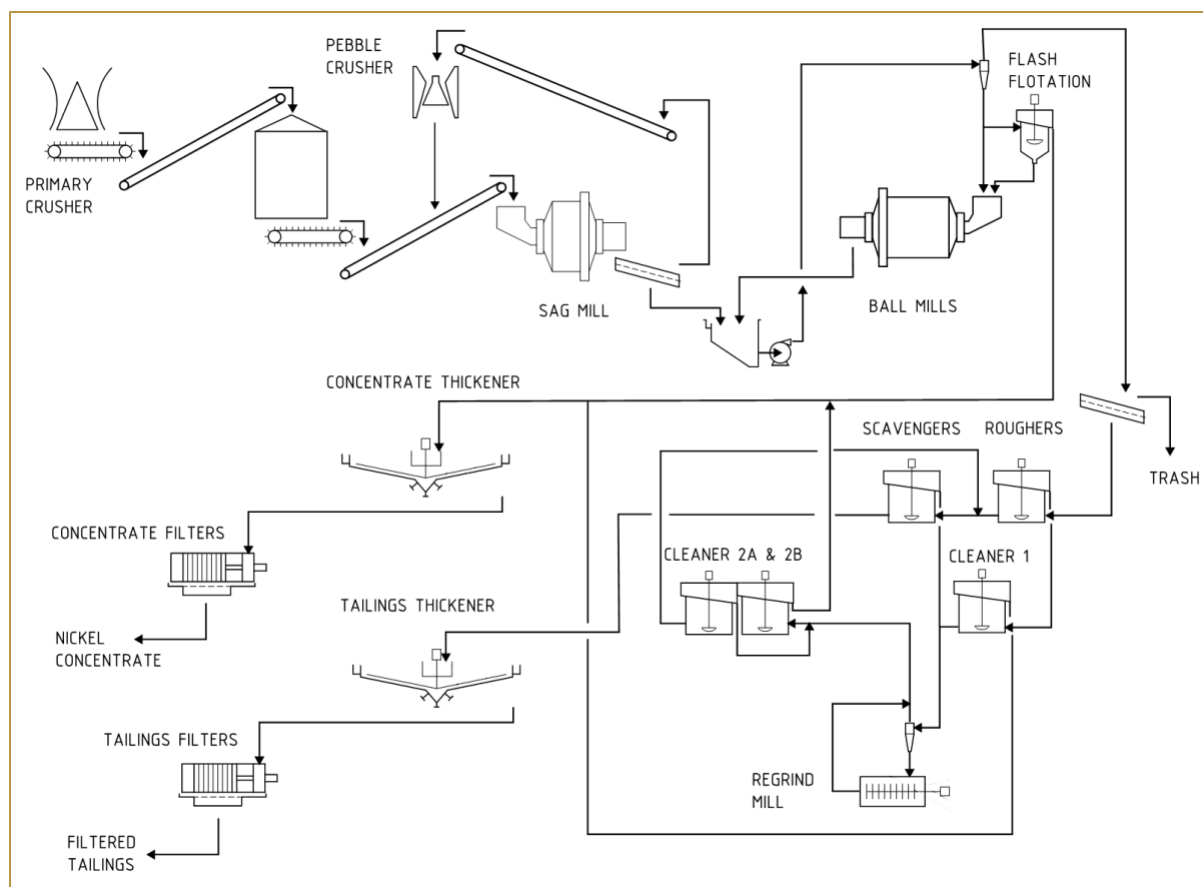 PEBBLE
CRUSHER
FLASH
FLOTATION
PRIMARY
CRUSHER
SAG MILL
BALL MILLS
CONCENTRATE THICKENER
SCAVENGERS
ROUGHERS
TRASH
CONCENTRATE FILTERS
CLEANER 2A & 2B
CLEANER 1
TAILINGS THICKENER
NICKEL
CONCENTRATE
TAILINGS FILTERS
REGRIND
MILL
FILTERED
TAILINGS